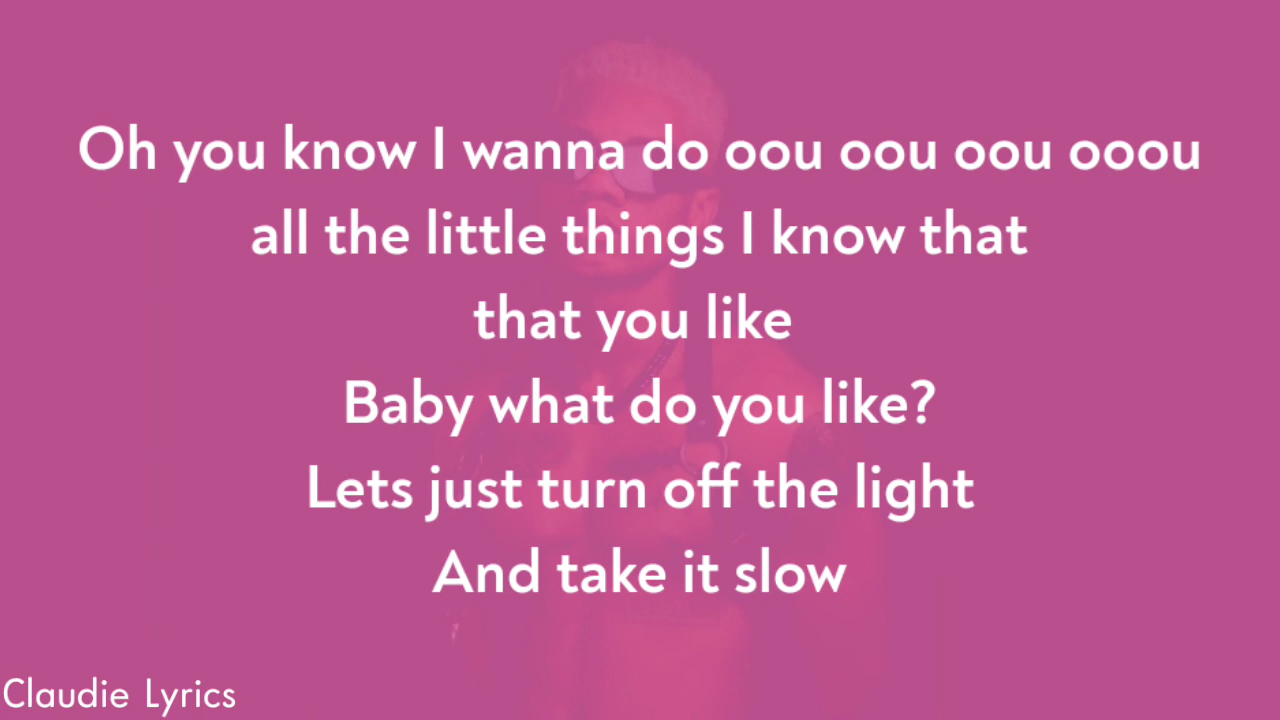 Oh you know I wanna do oou oou oou ooou
all the little things I know that
that you like
Baby what do you like?
Lets just turn off the light
And take it slow
Claudie Lyrics